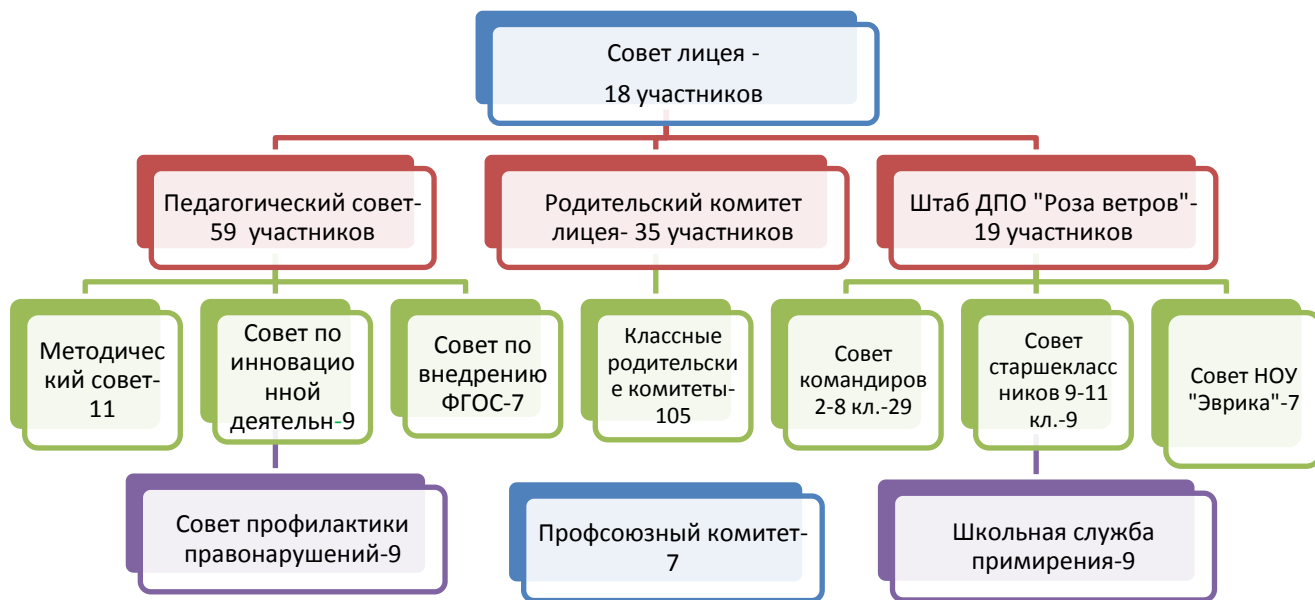 Совет лицея -
18 участников
Педагогический совет-
59 участников
Родительский комитет
лицея- 35 участников
Штаб ДПО "Роза ветров"-
19 участников
Методичес
кий совет-
11
Совет по
инновацио
нной
деятельн-9
Совет по
внедрению
ФГОС-7
Классные
родительски
е комитеты-
105
Совет
командиров
2-8 кл.-29
Совет
старшекласс
ников 9-11
кл.-9
Совет НОУ
"Эврика"-7
Совет профилактики
правонарушений-9
Профсоюзный комитет-
7
Школьная служба
примирения-9